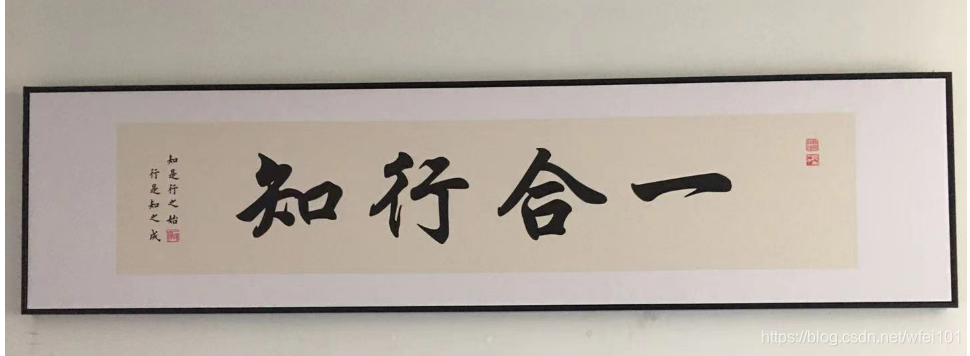 知行合一
知是行之始
行是知之成
https://blog.csdn.net/wfei101